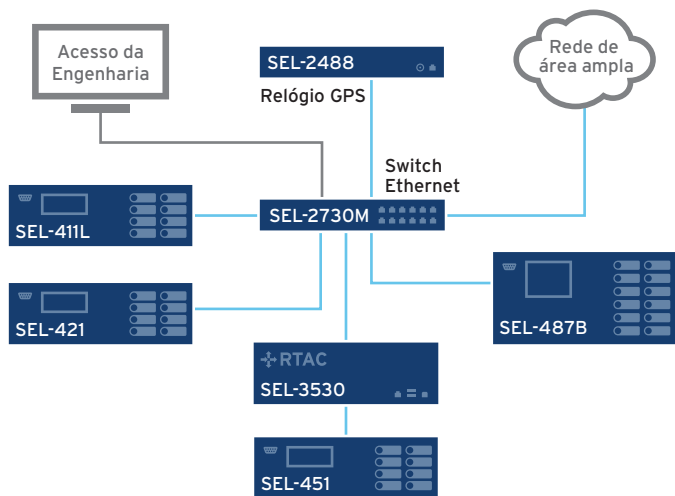 Acesso da
Engenharia
SEL-2488
Relógio GPS
Rede de
área ampla
Switch
Ethernet
SEL-2730M
SEL-411L
SEL-421
SEL-487B
RTAC
SEL-3530
SEL-451